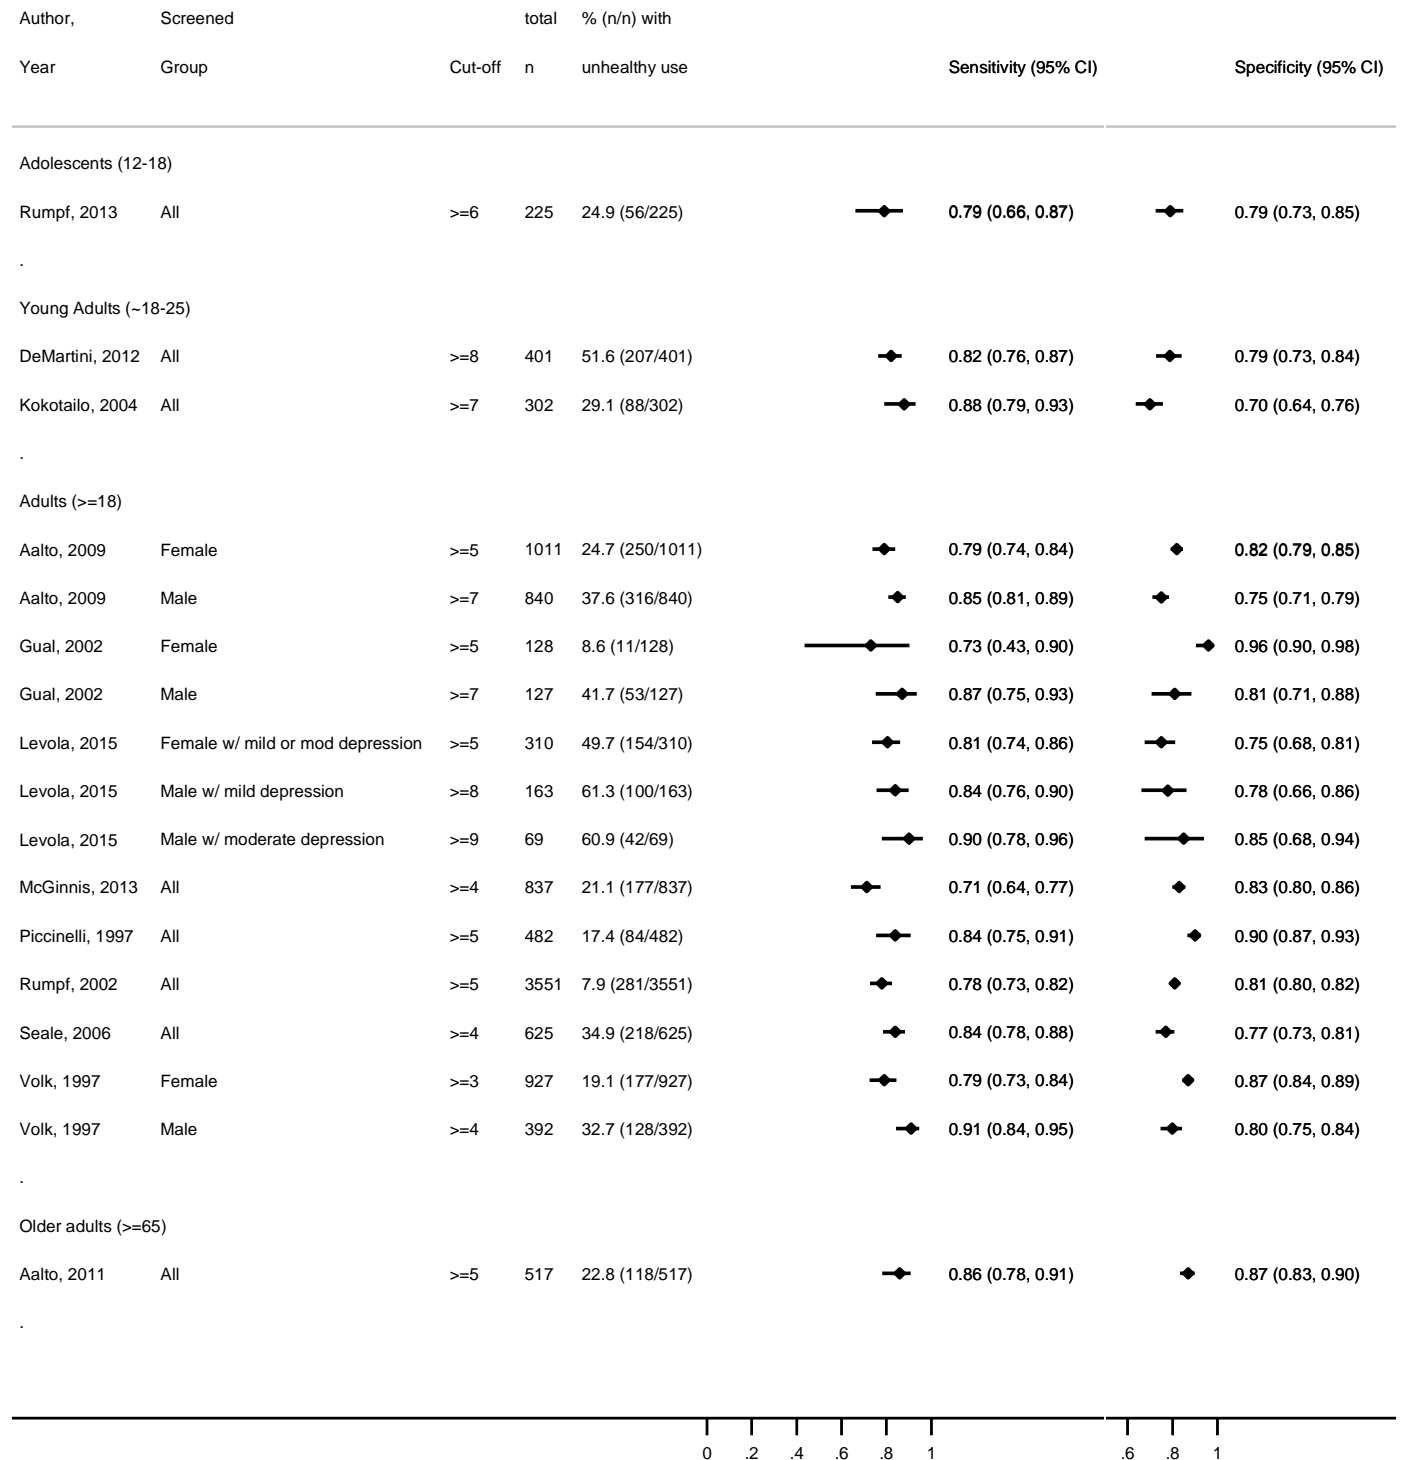 Author, Screened total % (n/n) with
Year Group Cut-off n unhealthy use Sensitivity (95% CI) Specificity (95% CI)
Adolescents (12-18)
Rumpf, 2013 All >=6 225 24.9 (56/225) 0.79 (0.66, 0.87) 0.79 (0.73, 0.85)
.
Young Adults (~18-25)
DeMartini, 2012 All >=8 401 51.6 (207/401) 0.82 (0.76, 0.87) 0.79 (0.73, 0.84)
Kokotailo, 2004 All >=7 302 29.1 (88/302) 0.88 (0.79, 0.93) 0.70 (0.64, 0.76)
.
Adults (>=18)
Aalto, 2009 Female >=5 1011 24.7 (250/1011) 0.79 (0.74, 0.84) 0.82 (0.79, 0.85)
Aalto, 2009 Male >=7 840 37.6 (316/840) 0.85 (0.81, 0.89) 0.75 (0.71, 0.79)
Gual, 2002 Female >=5 128 8.6 (11/128) 0.73 (0.43, 0.90) 0.96 (0.90, 0.98)
Gual, 2002 Male >=7 127 41.7 (53/127) 0.87 (0.75, 0.93) 0.81 (0.71, 0.88)
Levola, 2015 Female w/ mild or mod depression >=5 310 49.7 (154/310) 0.81 (0.74, 0.86) 0.75 (0.68, 0.81)
Levola, 2015 Male w/ mild depression >=8 163 61.3 (100/163) 0.84 (0.76, 0.90) 0.78 (0.66, 0.86)
Levola, 2015 Male w/ moderate depression >=9 69 60.9 (42/69) 0.90 (0.78, 0.96) 0.85 (0.68, 0.94)
McGinnis, 2013 All >=4 837 21.1 (177/837) 0.71 (0.64, 0.77) 0.83 (0.80, 0.86)
Piccinelli, 1997 All >=5 482 17.4 (84/482) 0.84 (0.75, 0.91) 0.90 (0.87, 0.93)
Rumpf, 2002 All >=5 3551 7.9 (281/3551) 0.78 (0.73, 0.82) 0.81 (0.80, 0.82)
Seale, 2006 All >=4 625 34.9 (218/625) 0.84 (0.78, 0.88) 0.77 (0.73, 0.81)
Volk, 1997 Female >=3 927 19.1 (177/927) 0.79 (0.73, 0.84) 0.87 (0.84, 0.89)
Volk, 1997 Male >=4 392 32.7 (128/392) 0.91 (0.84, 0.95) 0.80 (0.75, 0.84)
.
Older adults (>=65)
Aalto, 2011 All >=5 517 22.8 (118/517) 0.86 (0.78, 0.91) 0.87 (0.83, 0.90)
.
0 .2 .4 .6 .8 1 .6 .8 1